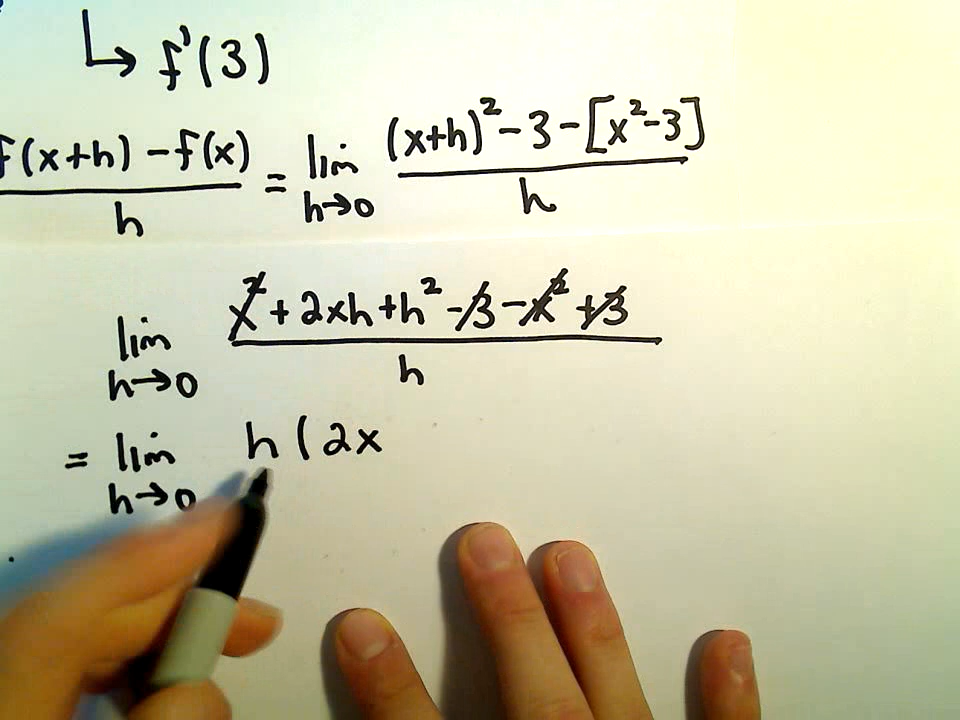 ↳ f'(3)
f(x+h) - f(x) / h = lim h→0 (x+h)² - 3 - [x² - 3] / h
lim h→0 x² + 2xh + h² - 3 - x² + 3 / h
= lim h→0 h(2x